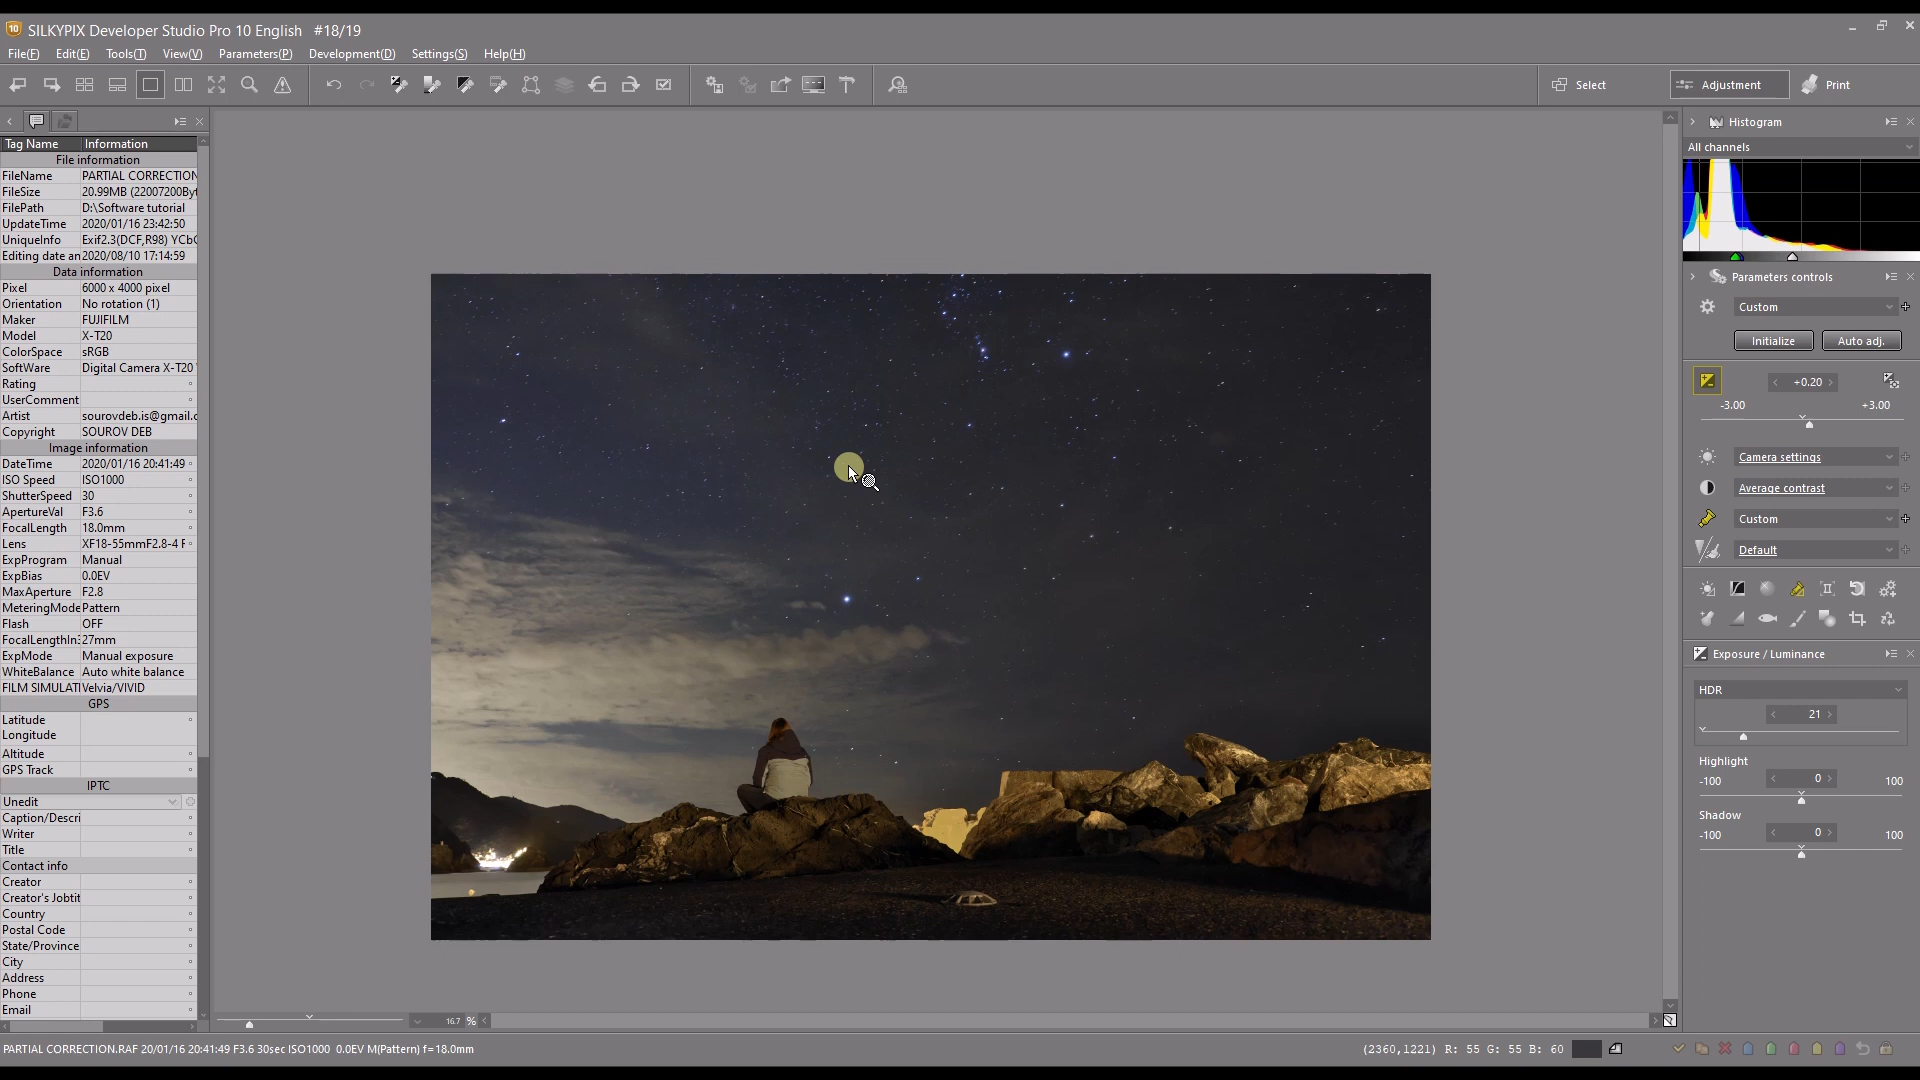 SILKYPIX Developer Studio Pro 10 English #18/19
File(F) Edit(E) Tools(T) View(V) Parameters(P) Development(D) Settings(S) Help(H)
Select Adjustment Print
Tag Name Information
File information
FileName PARTIAL CORRECTION
FileSize 20.99MB (22007200Byt
FilePath D:\Software tutorial
UpdateTime 2020/01/16 23:42:50
UniqueInfo Exif2.3(DCF,R98) YCbC
Editing date an 2020/08/10 17:14:59
Data information
Pixel 6000 x 4000 pixel
Orientation No rotation (1)
Maker FUJIFILM
Model X-T20
ColorSpace sRGB
SoftWare Digital Camera X-T20
Rating
UserComment
Artist sourovdeb.is@gmail.c
Copyright SOUROV DEB
Image information
DateTime 2020/01/16 20:41:49
ISO Speed ISO1000
ShutterSpeed 30
ApertureVal F3.6
FocalLength 18.0mm
Lens XF18-55mmF2.8-4 F
ExpProgram Manual
ExpBias 0.0EV
MaxAperture F2.8
MeteringMode Pattern
Flash OFF
FocalLengthIn3 27mm
ExpMode Manual exposure
WhiteBalance Auto white balance
FILM SIMULATI Velvia/VIVID
GPS
Latitude
Longitude
Altitude
GPS Track
IPTC
Unedit
Caption/Descri
Writer
Title
Contact info
Creator
Creator's Jobtit
Country
Postal Code
State/Province
City
Address
Phone
Email
16.7 %
Histogram
All channels
Parameters controls
Custom
Initialize Auto adj.
+0.20
-3.00 +3.00
Camera settings
Average contrast
Custom
Default
Exposure / Luminance
HDR
21
Highlight
-100 0 100
Shadow
-100 0 100
PARTIAL CORRECTION.RAF 20/01/16 20:41:49 F3.6 30sec ISO1000 0.0EV M(Pattern) f=18.0mm
(2360,1221) R: 55 G: 55 B: 60